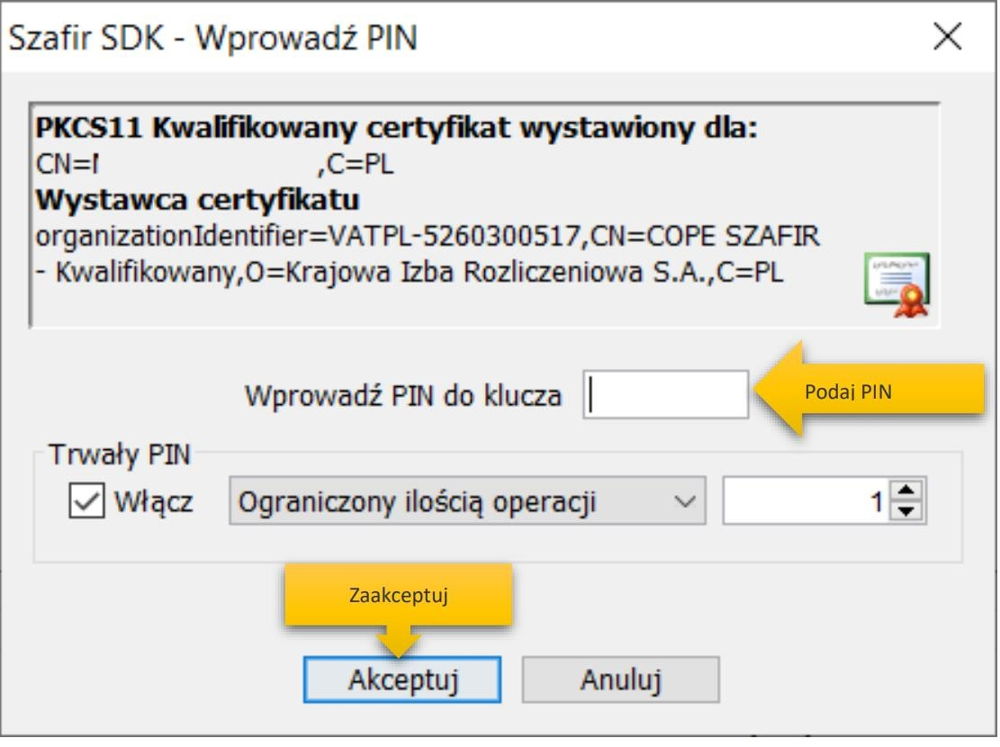 Szafir SDK - Wprowadź PIN
PKCS11 Kwalifikowany certyfikat wystawiony dla:
CN= ,C=PL
Wystawca certyfikatu
organizationIdentifier=VATPL-5260300517,CN=COPE SZAFIR
- Kwalifikowany,O=Krajowa Izba Rozliczeniowa S.A.,C=PL
Wprowadź PIN do klucza
Podaj PIN
Trwały PIN
Włącz Ograniczony ilością operacji 1
Zaakceptuj
Akceptuj Anuluj